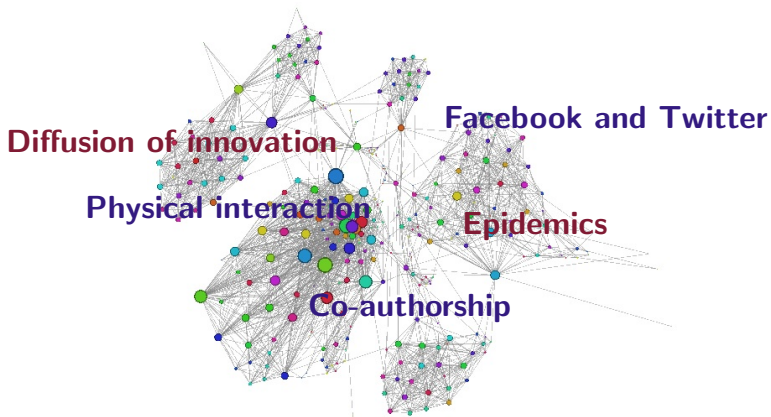 Facebook and Twitter
Diffusion of innovation
Physical interaction
Epidemics
Co-authorship